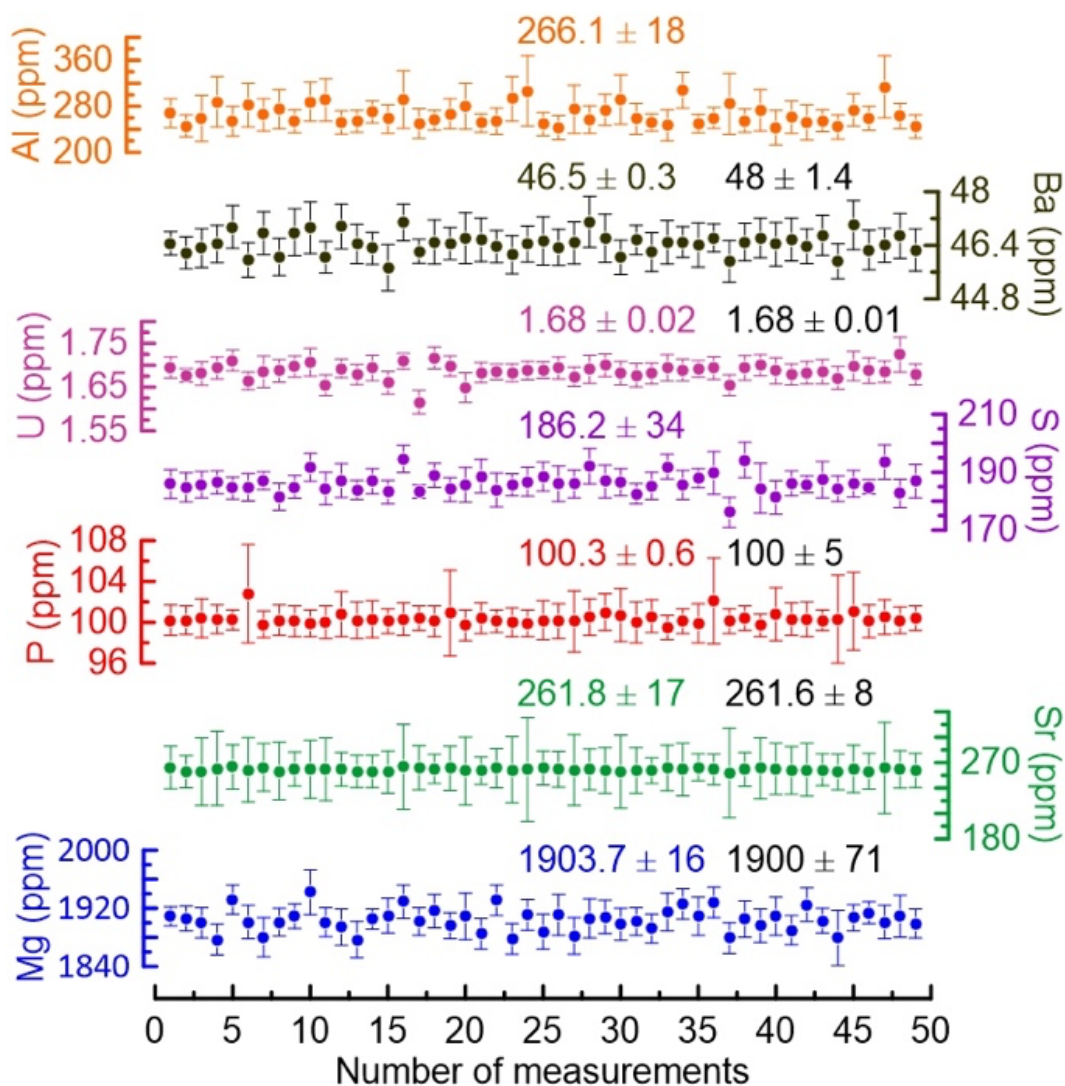 266.1 ± 18
Al (ppm)
360
280
200
46.5 ± 0.3 48 ± 1.4
Ba (ppm)
48
46.4
44.8
1.68 ± 0.02 1.68 ± 0.01
U (ppm)
1.75
1.65
1.55
186.2 ± 34
S (ppm)
210
190
170
100.3 ± 0.6 100 ± 5
P (ppm)
108
104
100
96
261.8 ± 17 261.6 ± 8
Sr (ppm)
270
180
1903.7 ± 16 1900 ± 71
Mg (ppm)
2000
1920
1840
0 5 10 15 20 25 30 35 40 45 50
Number of measurements